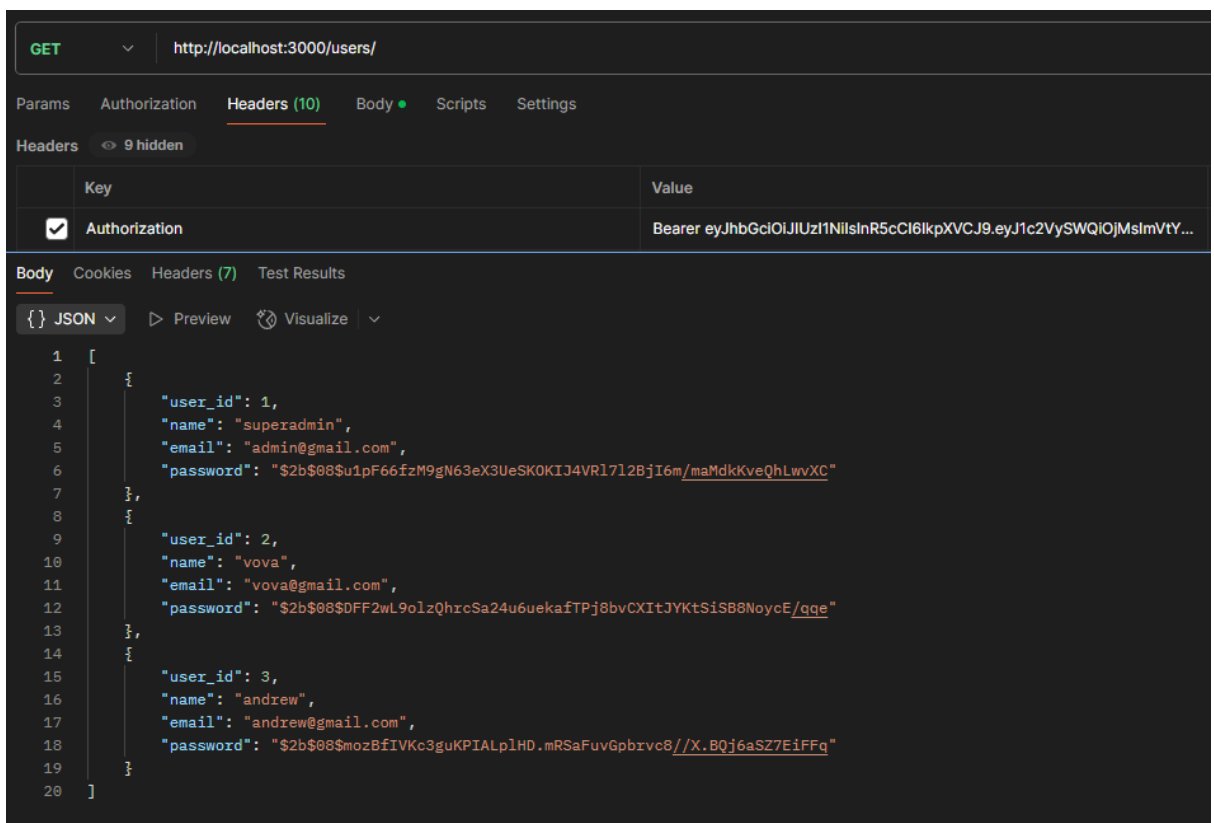 GET http://localhost:3000/users/
Params Authorization Headers (10) Body Scripts Settings
Headers 9 hidden
Key Value
Authorization Bearer eyJhbGciOiJIUzI1NiIsInR5cCI6IkpXVCJ9.eyJ1c2VySWQiOjMsImVtY...
Body Cookies Headers (7) Test Results
{} JSON Preview Visualize
1 [
2 {
3 "user_id": 1,
4 "name": "superadmin",
5 "email": "admin@gmail.com",
6 "password": "$2b$08$u1pF66fzM9gN63eX3UeSKOKIJ4VRl7l2BjI6m/maMdkKveQhLwvXC"
7 },
8 {
9 "user_id": 2,
10 "name": "vova",
11 "email": "vova@gmail.com",
12 "password": "$2b$08$DFF2wL9olzQhrcSa24u6uekafTPj8bvCXItJYKtSiSB8NoycE/qqe"
13 },
14 {
15 "user_id": 3,
16 "name": "andrew",
17 "email": "andrew@gmail.com",
18 "password": "$2b$08$mozBfIVKc3guKPIALplHD.mRSaFuvGpbrvc8//X.BQj6aSZ7EiFFq"
19 }
20 ]